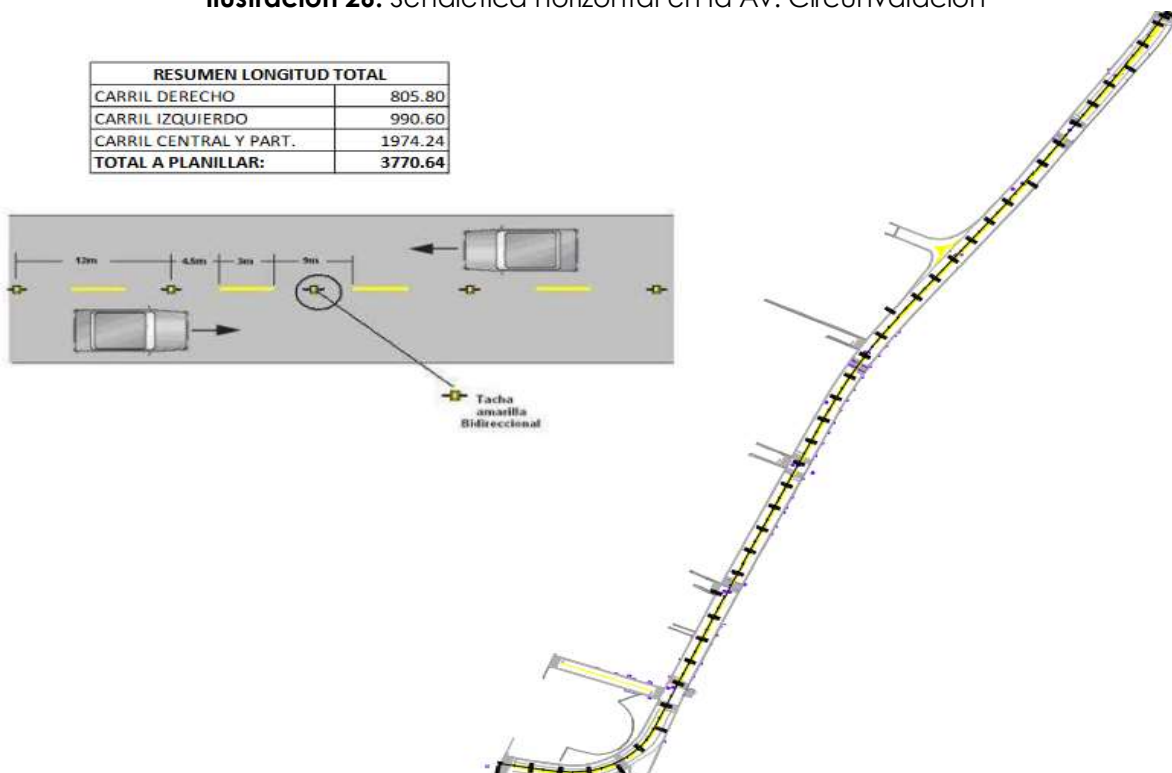 Ilustración 26. Señalética horizontal en la Av. Circunvalación
RESUMEN LONGITUD TOTAL
CARRIL DERECHO 805.80
CARRIL IZQUIERDO 990.60
CARRIL CENTRAL Y PART. 1974.24
TOTAL A PLANILLAR: 3770.64
12m 4.5m 3m 9m
Tacha
amarilla
Bidireccional